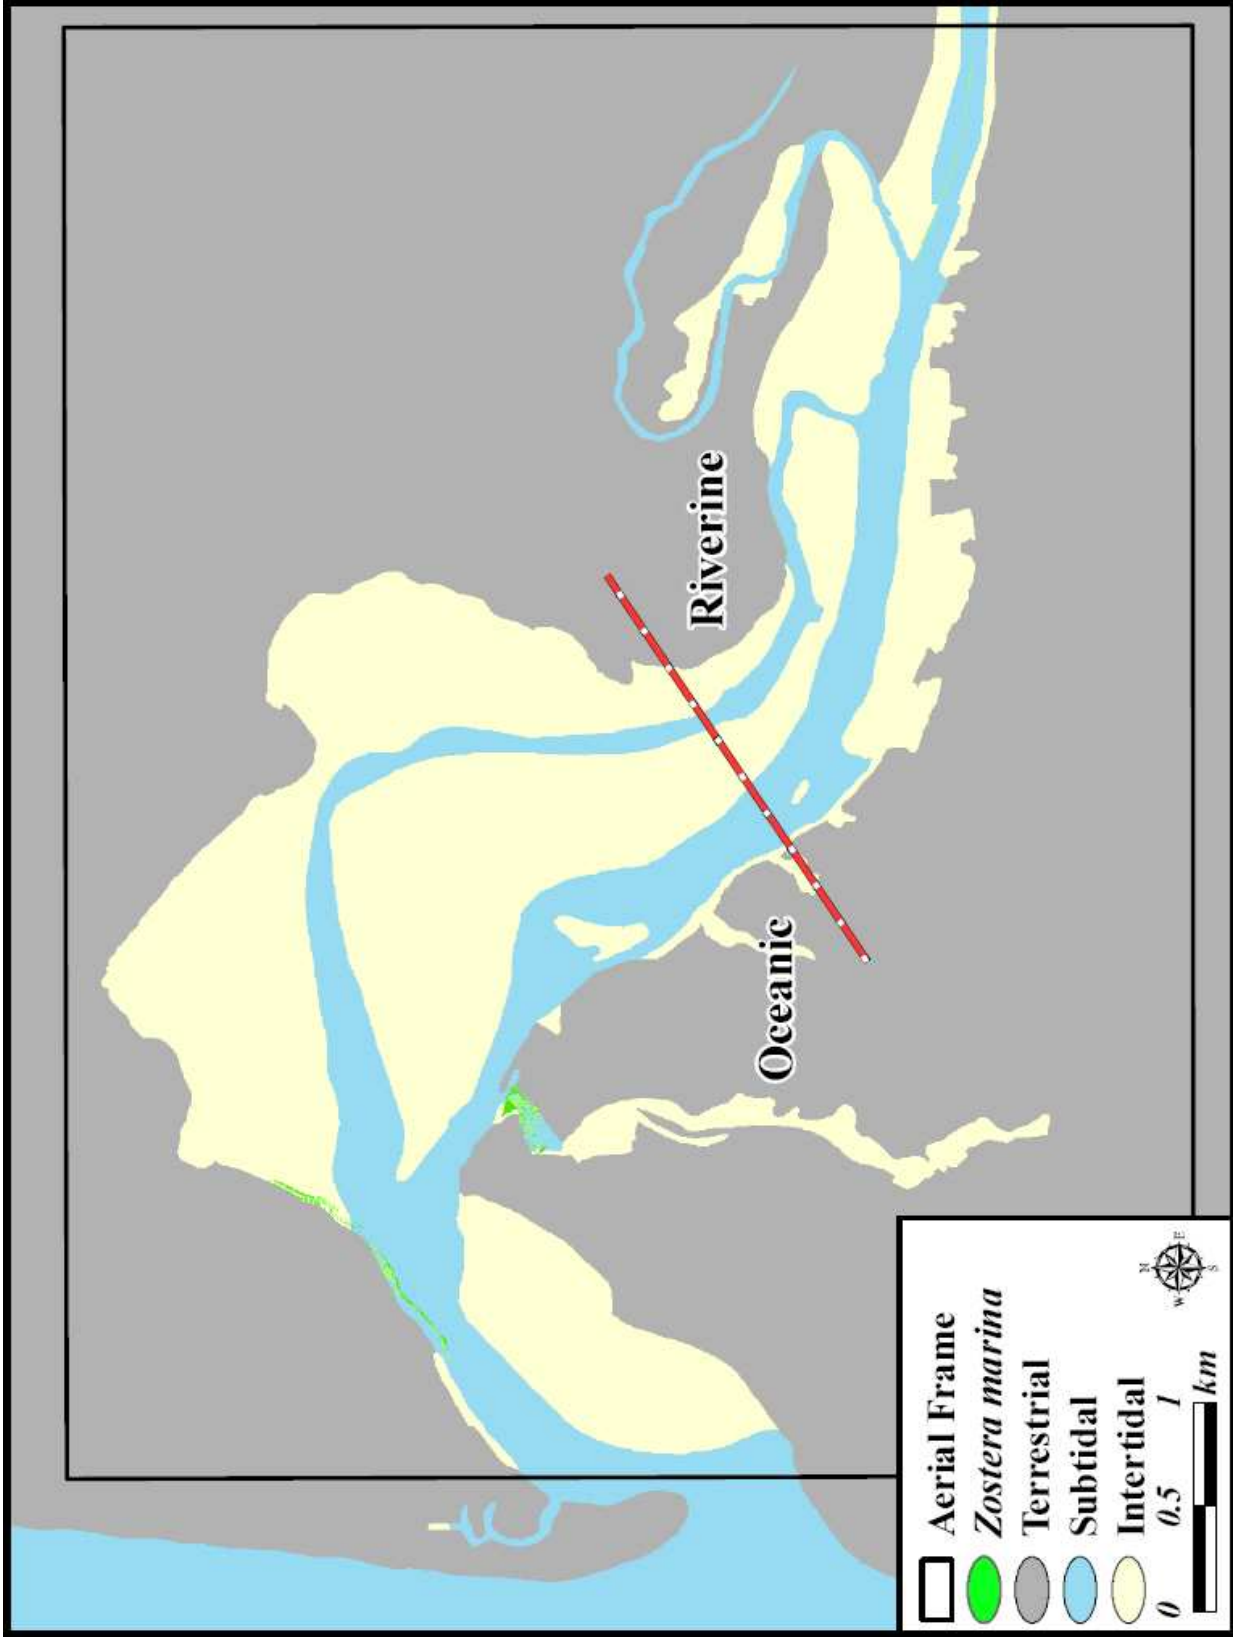 Riverine
Oceanic
Aerial Frame
Zostera marina
Terrestrial
Subtidal
Intertidal
0 0.5 1
km
N
W E
S